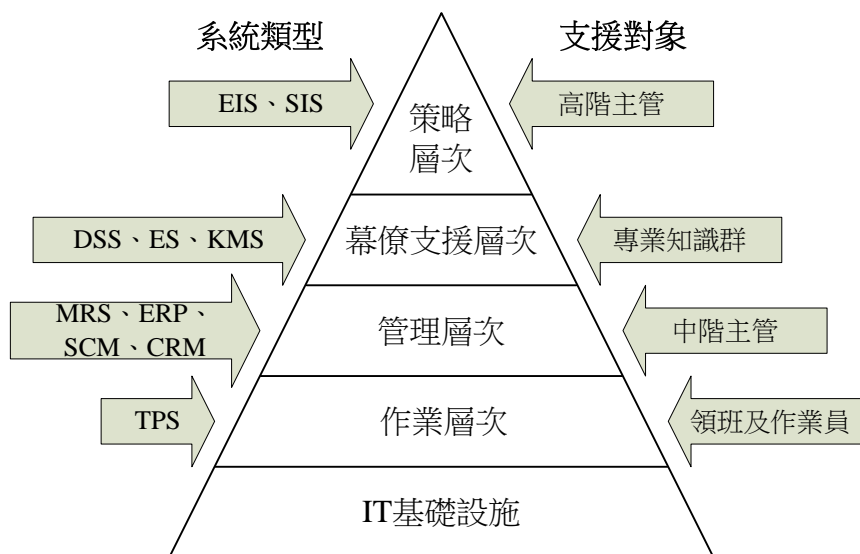 系統類型
支援對象
EIS、SIS
策略
層次
高階主管
DSS、ES、KMS
幕僚支援層次
專業知識群
MRS、ERP、
SCM、CRM
管理層次
中階主管
TPS
作業層次
領班及作業員
IT基礎設施